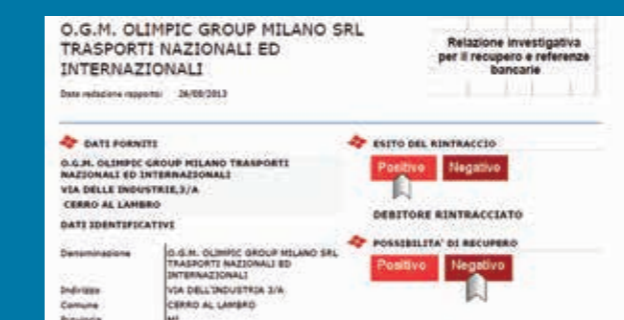 O.G.M. OLIMPIC GROUP MILANO SRL
TRASPORTI NAZIONALI ED
INTERNAZIONALI
Data redazione rapporto: 26/08/2013
Relazione investigativa
per il recupero e referenze
bancarie
DATI FORNITI
O.G.M. OLIMPIC GROUP MILANO TRASPORTI
NAZIONALI ED INTERNAZIONALI
VIA DELLE INDUSTRIE,3/A
CERRO AL LAMBRO
DATI IDENTIFICATIVI
Denominazione O.G.M. OLIMPIC GROUP MILANO SRL
TRASPORTI NAZIONALI ED
INTERNAZIONALI
Indirizzo VIA DELL'INDUSTRIA 3/A
Comune CERRO AL LAMBRO
Provincia MI
ESITO DEL RINTRACCIO
Positivo Negativo
DEBITORE RINTRACCIATO
POSSIBILITA' DI RECUPERO
Positivo Negativo